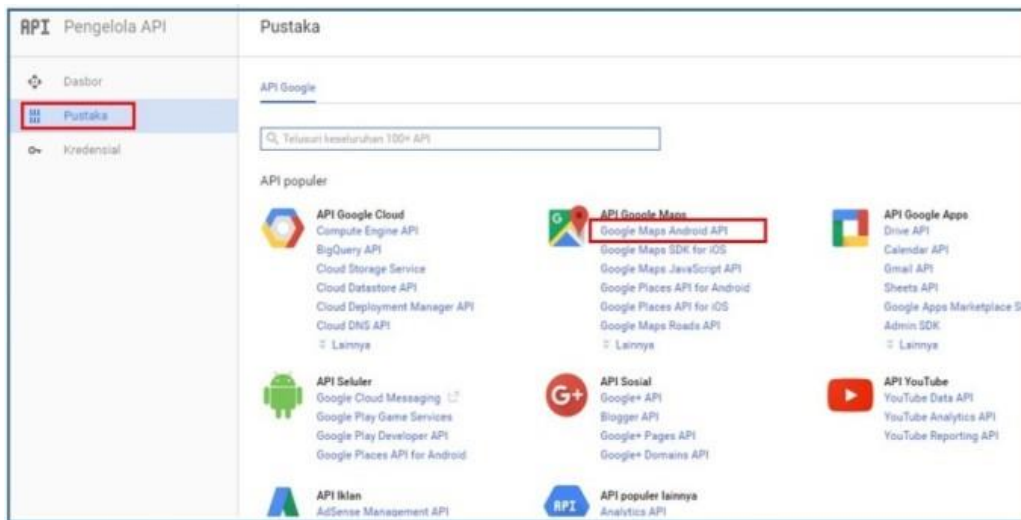 API Pengelola API
Dasbor
Pustaka
Kredensial
Pustaka
API Google
Telusuri keseluruhan 100+ API
API populer
API Google Cloud
Compute Engine API
BigQuery API
Cloud Storage Service
Cloud Datastore API
Cloud Deployment Manager API
Cloud DNS API
Lainnya
API Google Maps
Google Maps Android API
Google Maps SDK for iOS
Google Maps JavaScript API
Google Places API for Android
Google Places API for iOS
Google Maps Roads API
Lainnya
API Google Apps
Drive API
Calendar API
Gmail API
Sheets API
Google Apps Marketplace S
Admin SDK
Lainnya
API Seluler
Google Cloud Messaging
Google Play Game Services
Google Play Developer API
Google Places API for Android
G+
API Sosial
Google+ API
Blogger API
Google+ Pages API
Google+ Domains API
API YouTube
YouTube Data API
YouTube Analytics API
YouTube Reporting API
API Iklan
AdSense Management API
API
API populer lainnya
Analytics API